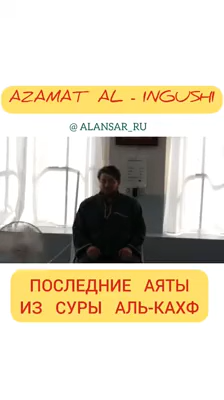 AZAMAT AL - INGUSHI
@ ALANSAR_RU
ПОСЛЕДНИЕ АЯТЫ
ИЗ СУРЫ АЛЬ-КАХФ